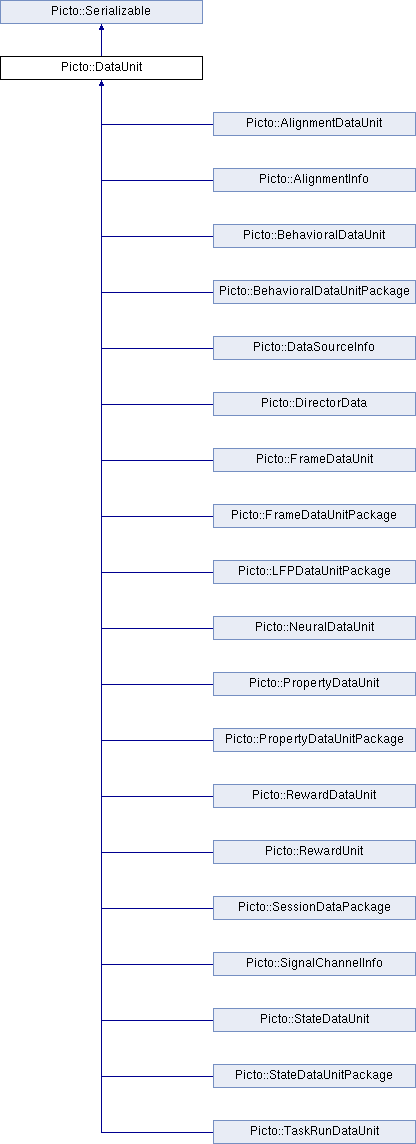 Picto::Serializable
Picto::DataUnit
Picto::AlignmentDataUnit
Picto::AlignmentInfo
Picto::BehavioralDataUnit
Picto::BehavioralDataUnitPackage
Picto::DataSourceInfo
Picto::DirectorData
Picto::FrameDataUnit
Picto::FrameDataUnitPackage
Picto::LFPDataUnitPackage
Picto::NeuralDataUnit
Picto::PropertyDataUnit
Picto::PropertyDataUnitPackage
Picto::RewardDataUnit
Picto::RewardUnit
Picto::SessionDataPackage
Picto::SignalChannelInfo
Picto::StateDataUnit
Picto::StateDataUnitPackage
Picto::TaskRunDataUnit